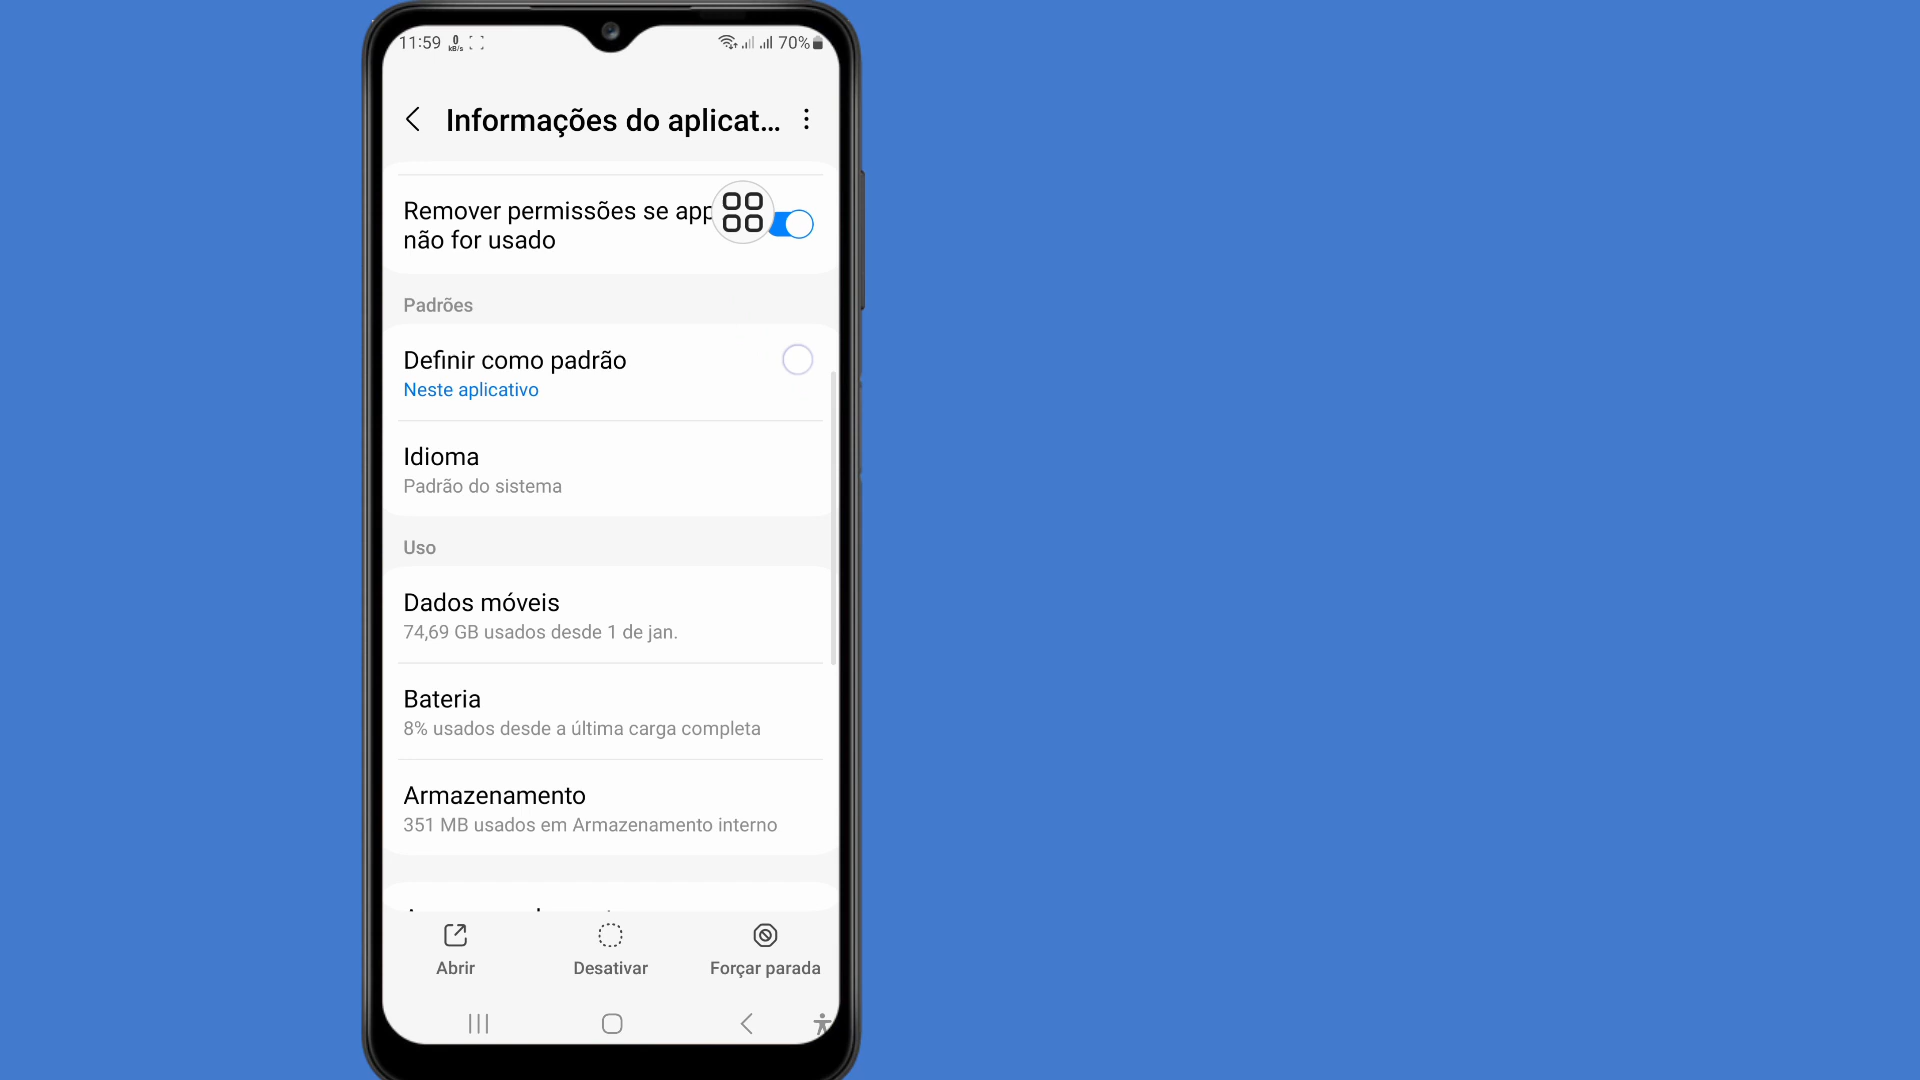 11:59 0 kB/s 70%
Informações do aplicat...
Remover permissões se app
não for usado
Padrões
Definir como padrão
Neste aplicativo
Idioma
Padrão do sistema
Uso
Dados móveis
74,69 GB usados desde 1 de jan.
Bateria
8% usados desde a última carga completa
Armazenamento
351 MB usados em Armazenamento interno
Abrir Desativar Forçar parada